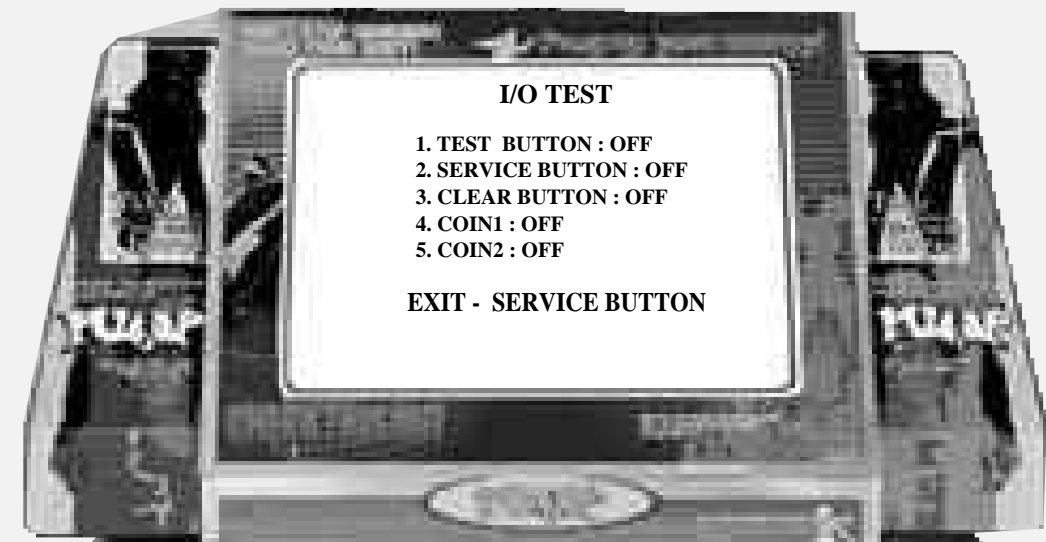 I/O TEST
1. TEST BUTTON : OFF
2. SERVICE BUTTON : OFF
3. CLEAR BUTTON : OFF
4. COIN1 : OFF
5. COIN2 : OFF
EXIT - SERVICE BUTTON